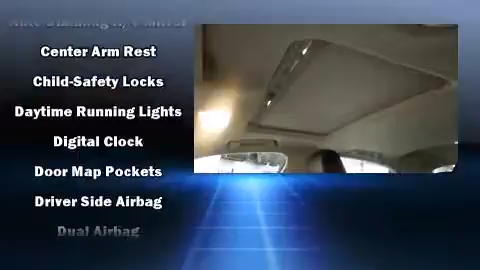 Center Arm Rest
Child-Safety Locks
Daytime Running Lights
Digital Clock
Door Map Pockets
Driver Side Airbag
Dual Airbag